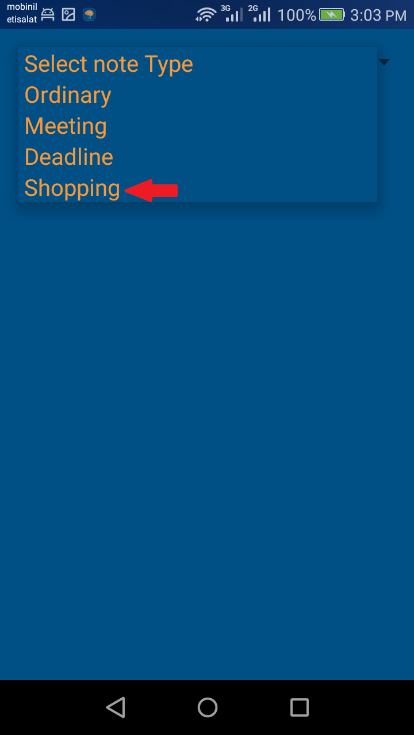 mobinil
etisalat 3G 2G 100% 3:03 PM
Select note Type
Ordinary
Meeting
Deadline
Shopping